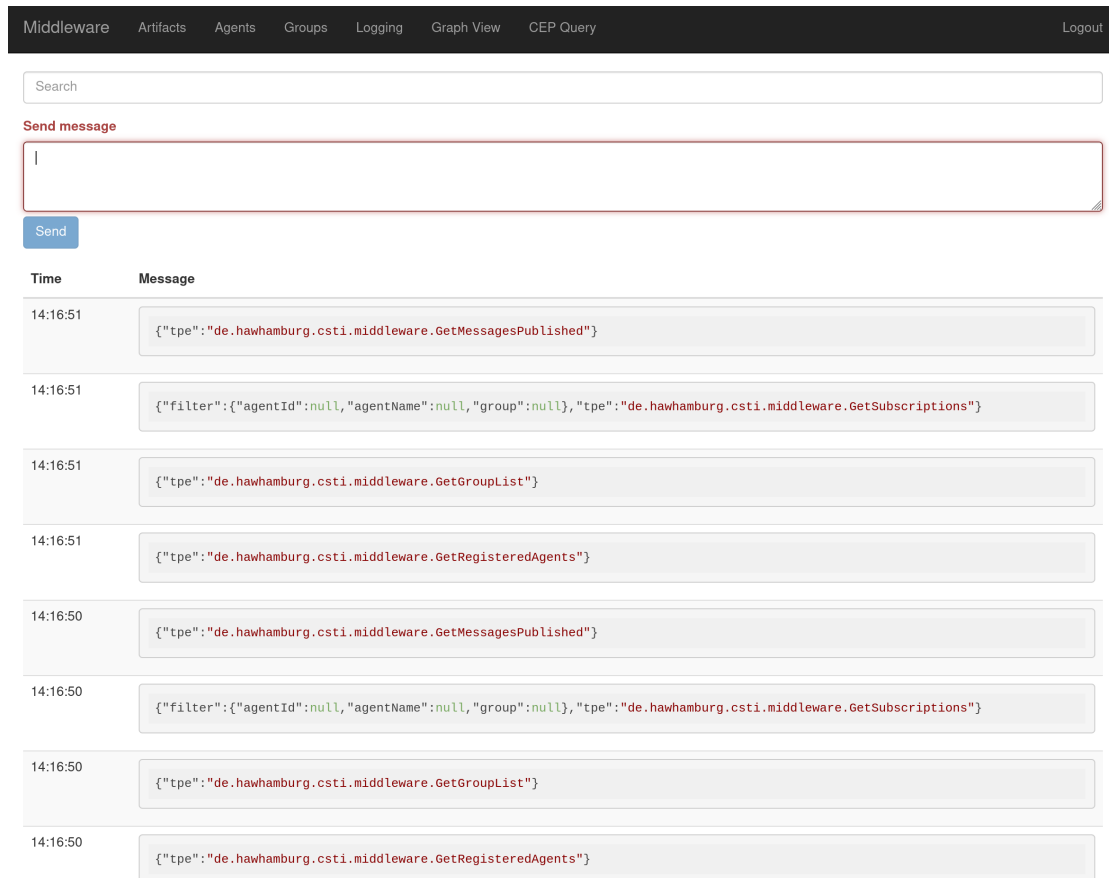 Middleware Artifacts Agents Groups Logging Graph View CEP Query Logout
Search
Send message
Send
Time Message
14:16:51
{"tpe":"de.hawhamburg.csti.middleware.GetMessagesPublished"}
14:16:51
{"filter":{"agentId":null,"agentName":null,"group":null},"tpe":"de.hawhamburg.csti.middleware.GetSubscriptions"}
14:16:51
{"tpe":"de.hawhamburg.csti.middleware.GetGroupList"}
14:16:51
{"tpe":"de.hawhamburg.csti.middleware.GetRegisteredAgents"}
14:16:50
{"tpe":"de.hawhamburg.csti.middleware.GetMessagesPublished"}
14:16:50
{"filter":{"agentId":null,"agentName":null,"group":null},"tpe":"de.hawhamburg.csti.middleware.GetSubscriptions"}
14:16:50
{"tpe":"de.hawhamburg.csti.middleware.GetGroupList"}
14:16:50
{"tpe":"de.hawhamburg.csti.middleware.GetRegisteredAgents"}